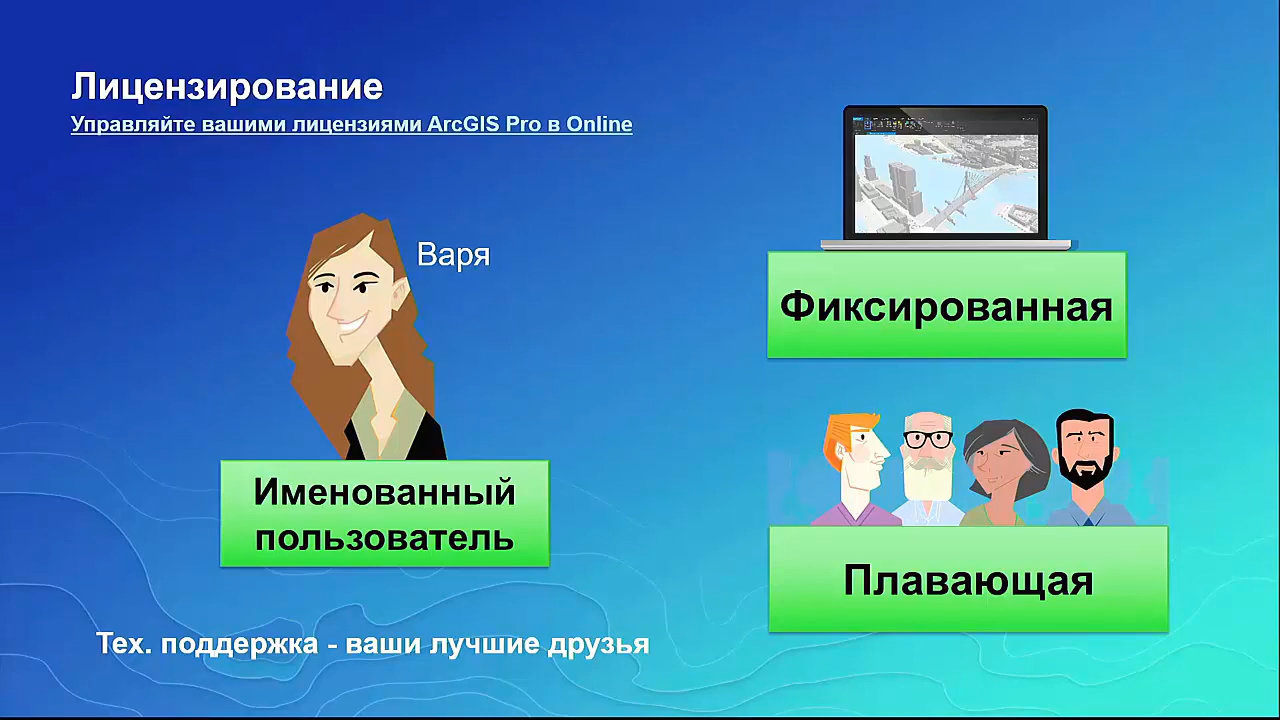 Лицензирование
Управляйте вашими лицензиями ArcGIS Pro в Online
Варя
Фиксированная
Именованный
пользователь
Плавающая
Тех. поддержка - ваши лучшие друзья